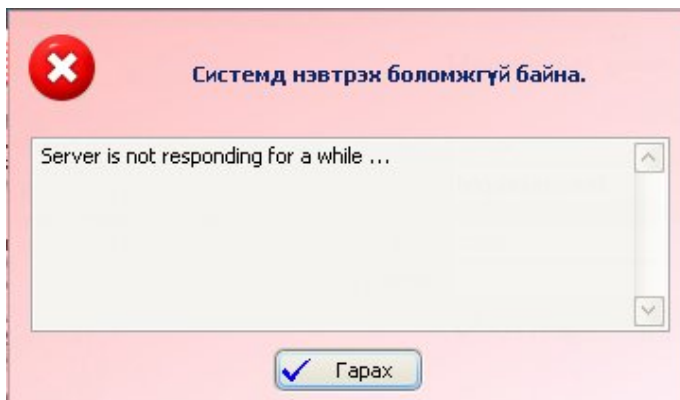 Системд нэвтрэх боломжгүй байна.
Server is not responding for a while ...
Гарах